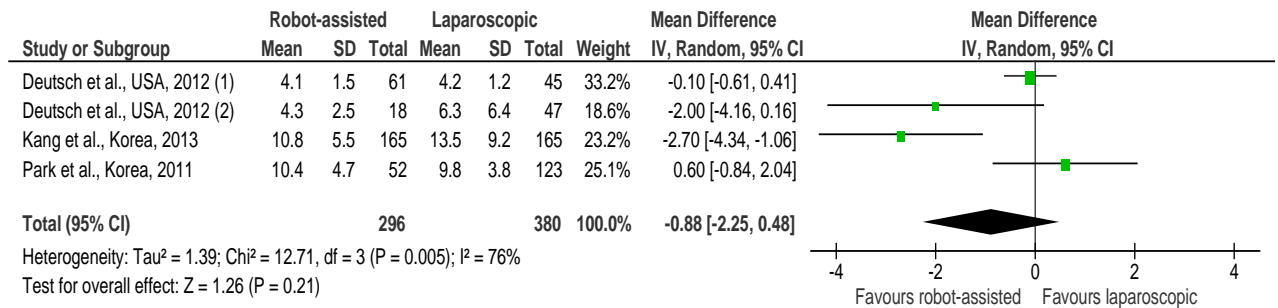 Robot-assisted Laparoscopic Mean Difference Mean Difference
Study or Subgroup Mean SD Total Mean SD Total Weight IV, Random, 95% CI IV, Random, 95% CI
Deutsch et al., USA, 2012 (1) 4.1 1.5 61 4.2 1.2 45 33.2% -0.10 [-0.61, 0.41]
Deutsch et al., USA, 2012 (2) 4.3 2.5 18 6.3 6.4 47 18.6% -2.00 [-4.16, 0.16]
Kang et al., Korea, 2013 10.8 5.5 165 13.5 9.2 165 23.2% -2.70 [-4.34, -1.06]
Park et al., Korea, 2011 10.4 4.7 52 9.8 3.8 123 25.1% 0.60 [-0.84, 2.04]
Total (95% CI) 296 380 100.0% -0.88 [-2.25, 0.48]
Heterogeneity: Tau² = 1.39; Chi² = 12.71, df = 3 (P = 0.005); I² = 76%
Test for overall effect: Z = 1.26 (P = 0.21)
-4 -2 0 2 4
Favours robot-assisted Favours laparoscopic